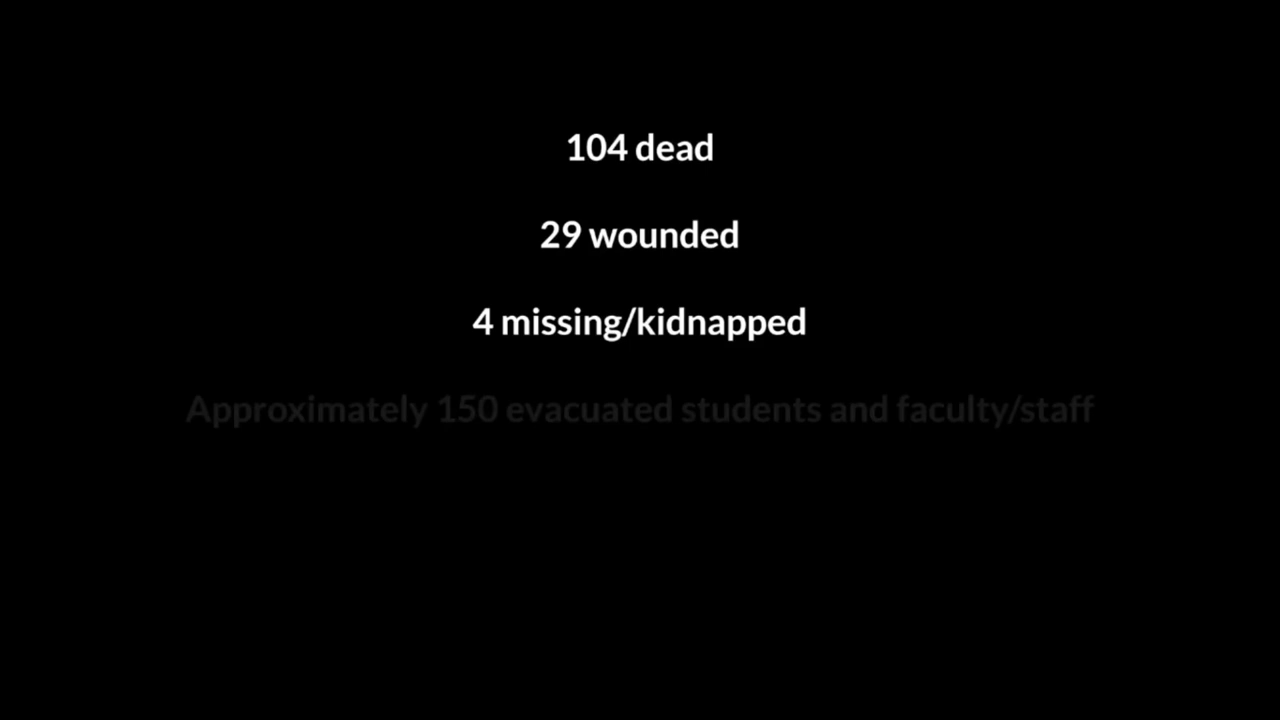 104 dead
29 wounded
4 missing/kidnapped
Approximately 150 evacuated students and faculty/staff